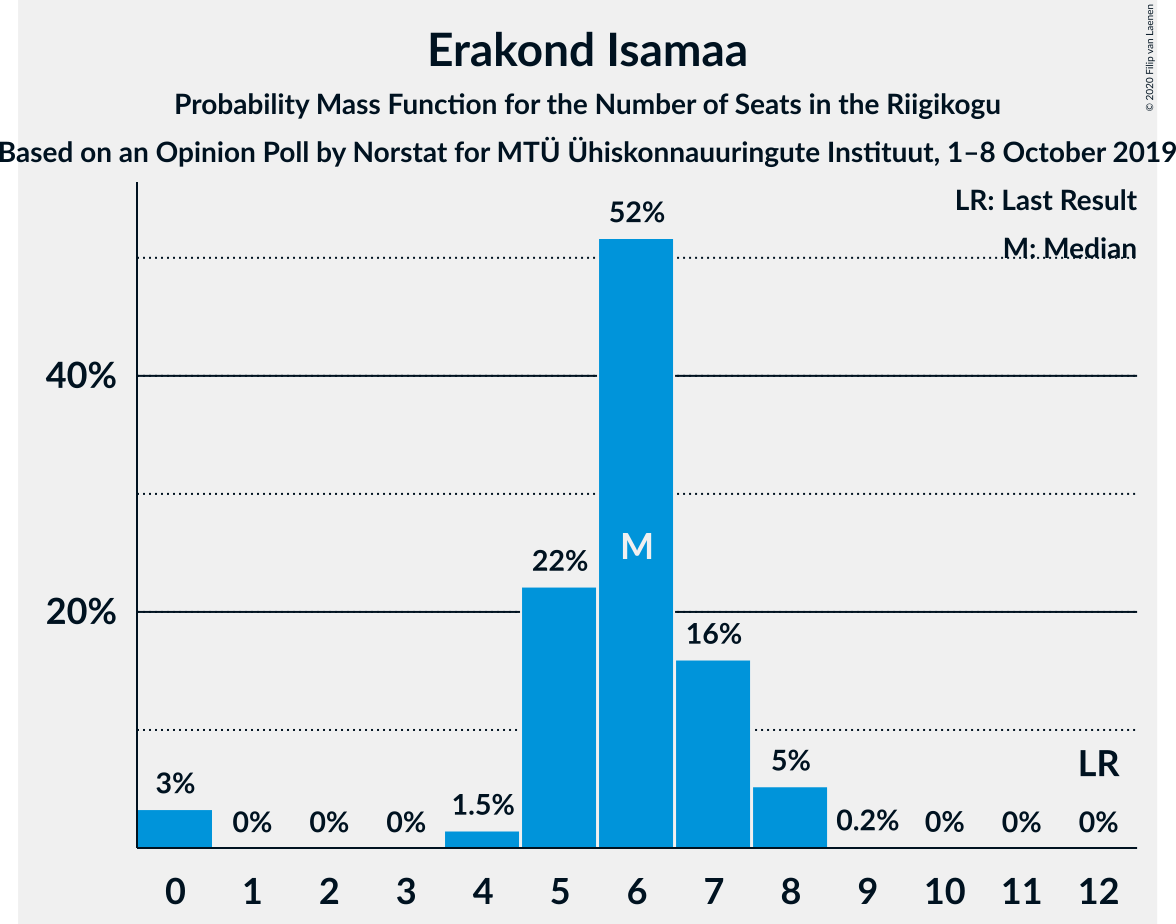 Erakond Isamaa
Probability Mass Function for the Number of Seats in the Riigikogu
Based on an Opinion Poll by Norstat for MTÜ Ühiskonnauuringute Instituut, 1–8 October 2019
© 2020 Filip van Laenen
LR: Last Result
M: Median
52%
40%
22%
M
20%
16%
3%
0%
0%
0%
1.5%
5%
0.2%
0%
0%
LR
0%
0 1 2 3 4 5 6 7 8 9 10 11 12